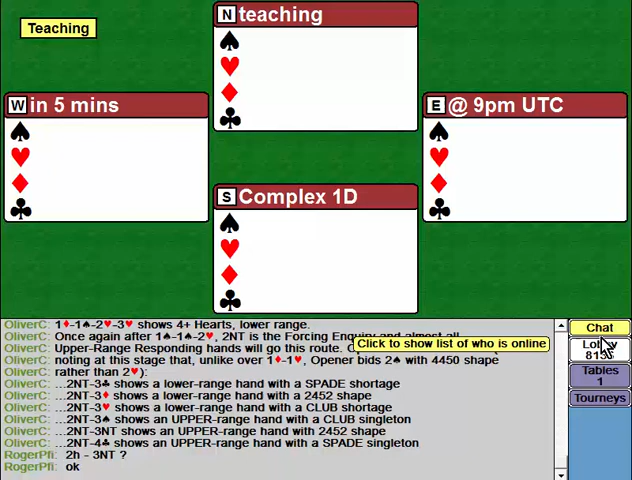 Teaching
N teaching
♠
♥
♦
♣
W in 5 mins
♠
♥
♦
♣
E @ 9pm UTC
♠
♥
♦
♣
S Complex 1D
♠
♥
♦
♣
OliverC: 1♦-1♠-2♥-3♥ shows 4+ Hearts, lower range.
OliverC: Once again after 1♦-1♠-2♥, 2NT is the Forcing Enquiry and almost all
Click to show list of who is online
OliverC: Upper-Range Responding hands will go this route.
OliverC: noting at this stage that, unlike over 1♦-1♥, Opener bids 2♠ with 4450 shape
OliverC: rather than 2♥):
OliverC: ...2NT-3♣ shows a lower-range hand with a SPADE shortage
OliverC: ...2NT-3♦ shows a lower-range hand with a 2452 shape
OliverC: ...2NT-3♥ shows a lower-range hand with a CLUB shortage
OliverC: ...2NT-3♠ shows an UPPER-range hand with a CLUB singleton
OliverC: ...2NT-3NT shows an UPPER-range hand with 2452 shape
OliverC: ...2NT-4♣ shows an UPPER-range hand with a SPADE singleton
RogerPfi: 2h - 3NT ?
RogerPfi: ok
Chat
Lobby
Tables
1
Tourneys